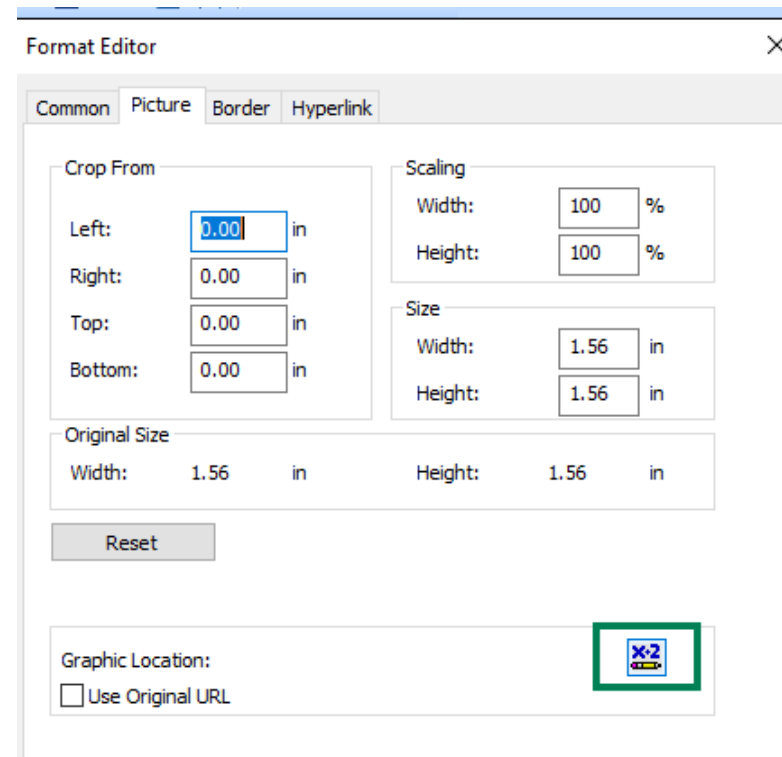 Format Editor
Common Picture Border Hyperlink
Crop From
Left: 0.00 in
Right: 0.00 in
Top: 0.00 in
Bottom: 0.00 in
Scaling
Width: 100 %
Height: 100 %
Size
Width: 1.56 in
Height: 1.56 in
Original Size
Width: 1.56 in Height: 1.56 in
Reset
Graphic Location:
X+2
Use Original URL